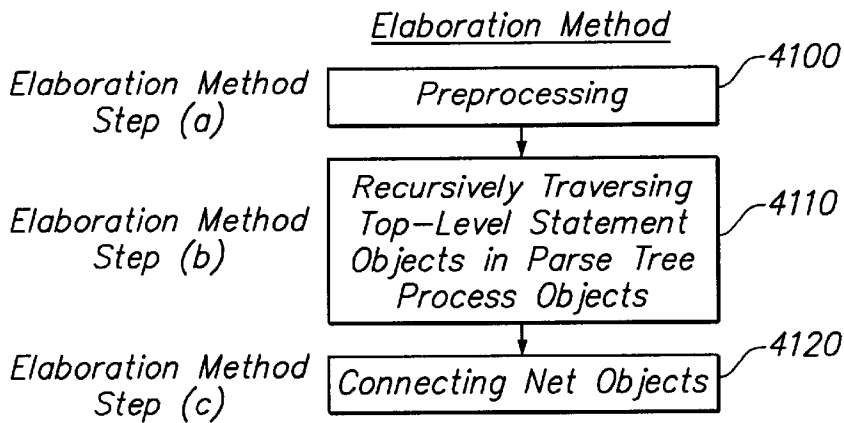 Elaboration Method
Elaboration Method
Step (a)
Preprocessing
4100
Elaboration Method
Step (b)
Recursively Traversing
Top-Level Statement
Objects in Parse Tree
Process Objects
4110
Elaboration Method
Step (c)
Connecting Net Objects
4120